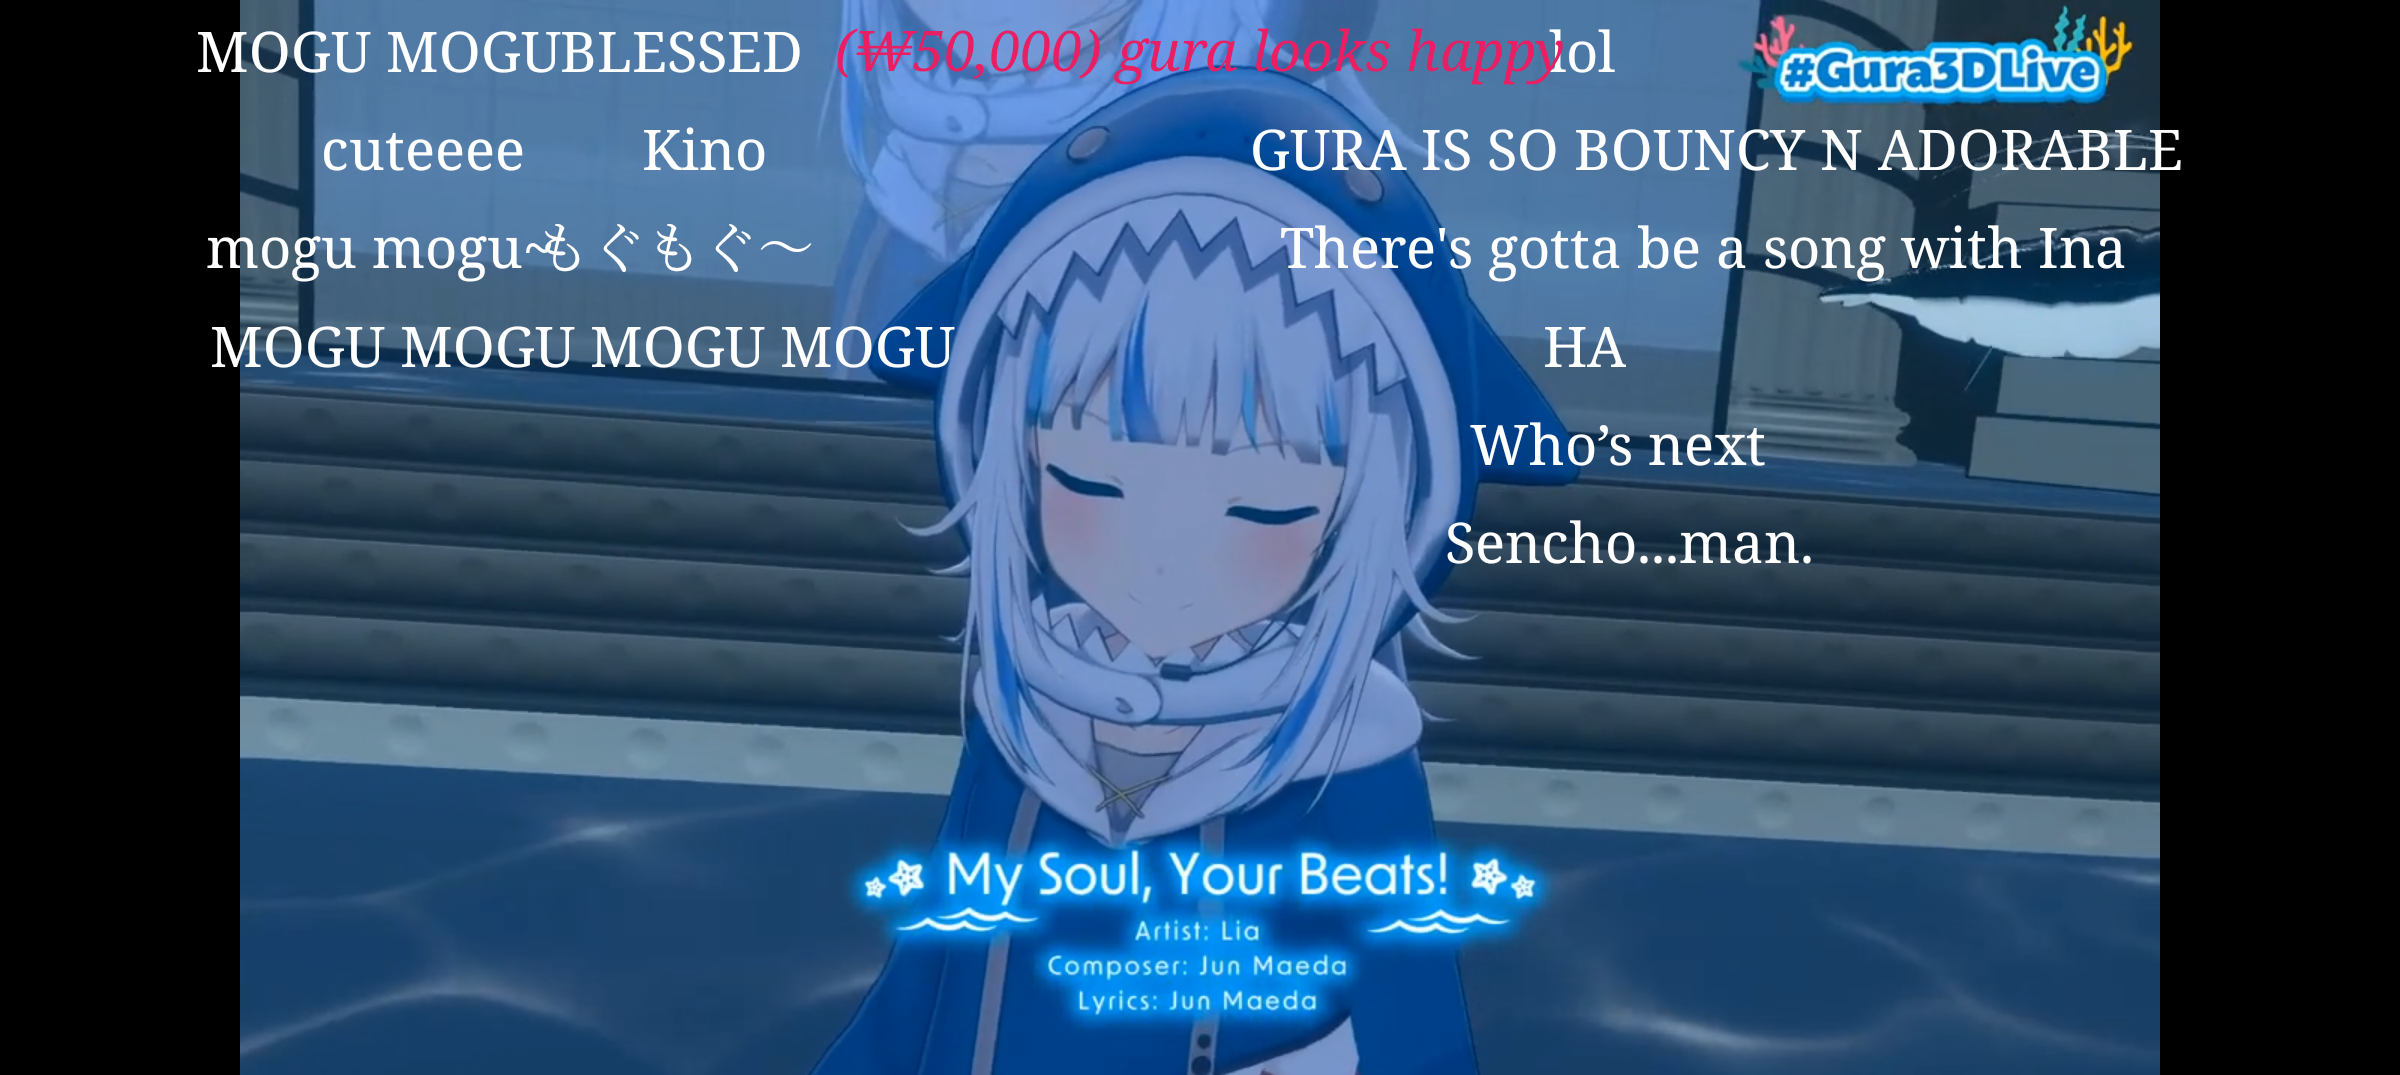 MOGU MOGUBLESSED (₩50,000) gura looks happy lol
#Gura3DLive
cuteeee Kino GURA IS SO BOUNCY N ADORABLE
mogu mogu~もぐもぐ～ There's gotta be a song with Ina
MOGU MOGU MOGU MOGU HA
Who’s next
Sencho...man.
My Soul, Your Beats!
Artist: Lia
Composer: Jun Maeda
Lyrics: Jun Maeda